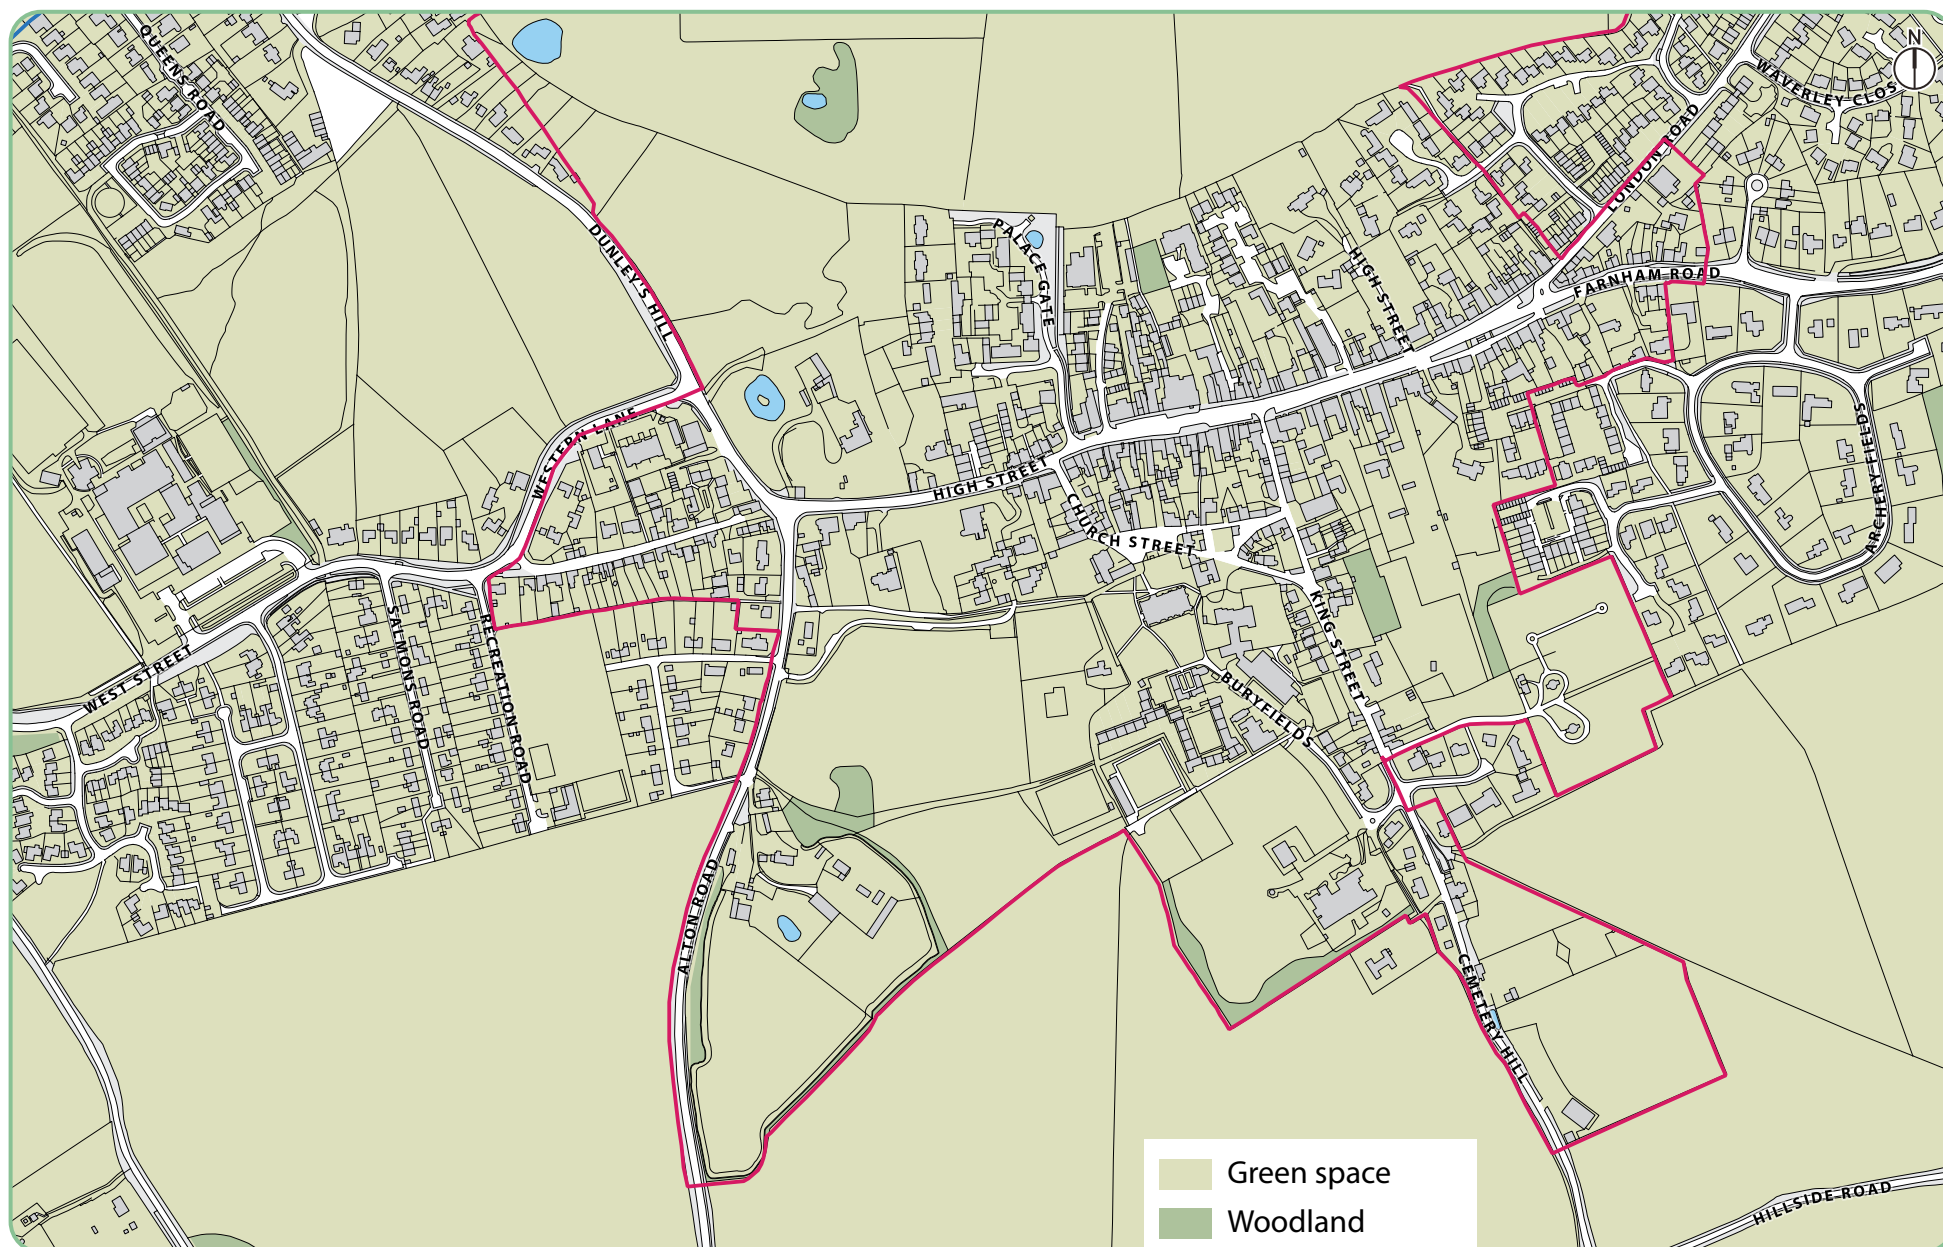 QUEENS ROAD
N
WAVERLEY CLOS
LONDON ROAD
DUNLEY'S HILL
PALACE GATE
HIGH STREET
FARNHAM ROAD
WESTERN LANE
HIGH STREET
CHURCH STREET
ARCHERY FIELDS
KING STREET
SALMONS ROAD
RECREATION ROAD
WEST STREET
BURYFIELDS
ALTON ROAD
CEMETERY HILL
HILLSIDE ROAD
Green space
Woodland